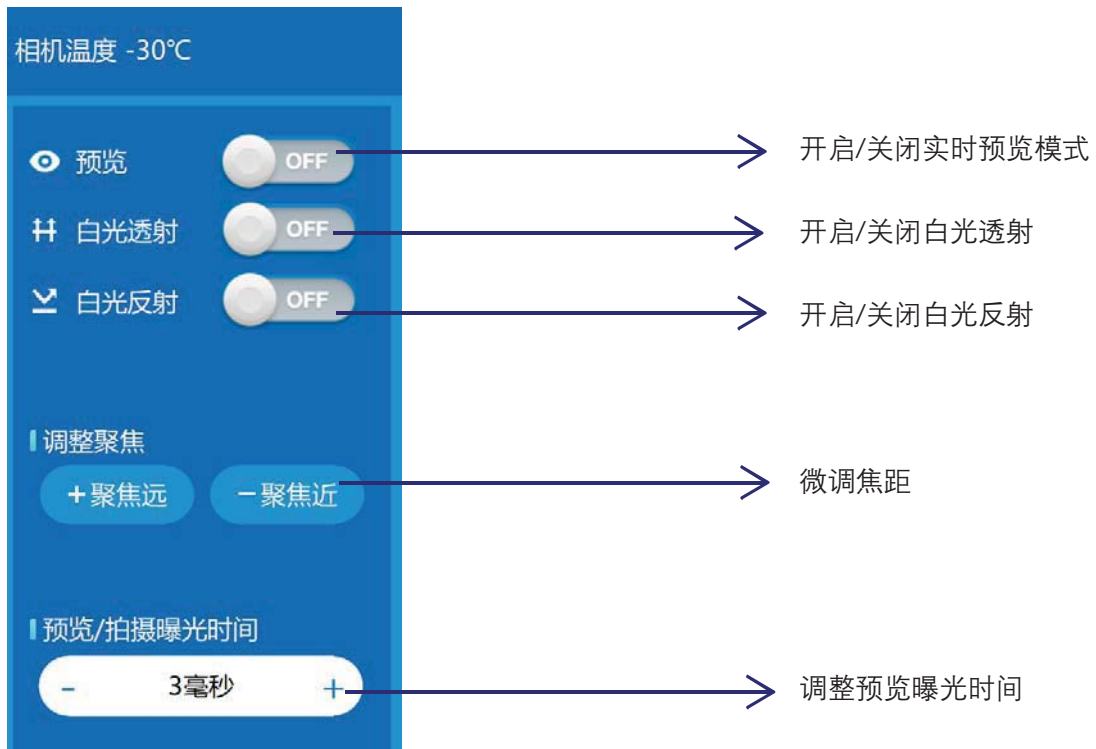 相机温度 -30℃
预览 OFF
开启/关闭实时预览模式
白光透射 OFF
开启/关闭白光透射
白光反射 OFF
开启/关闭白光反射
调整聚焦
+聚焦远 -聚焦近
微调焦距
预览/拍摄曝光时间
- 3毫秒 +
调整预览曝光时间